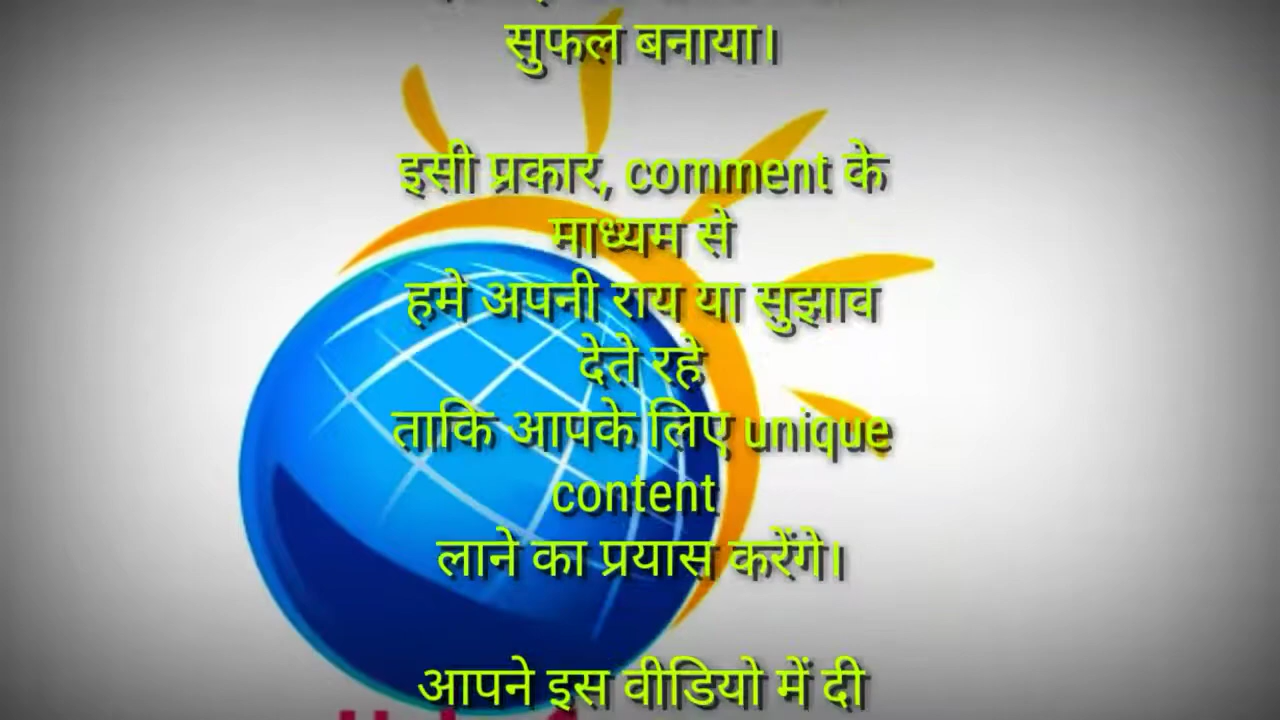 सुफल बनाया।
इसी प्रकार, comment के
माध्यम से
हमे अपनी राय या सुझाव
देते रहे
ताकि आपके लिए unique
content
लाने का प्रयास करेंगे।
आपने इस वीडियो में दी